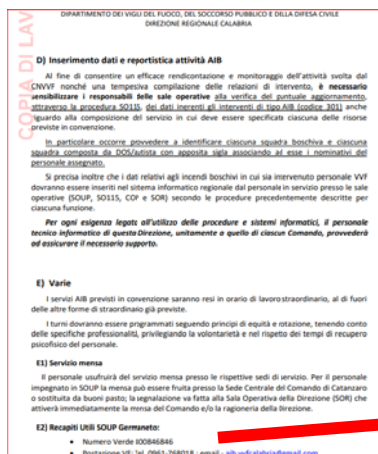 DIPARTIMENTO DEI VIGILI DEL FUOCO, DEL SOCCORSO PUBBLICO E DELLA DIFESA CIVILE
DIREZIONE REGIONALE CALABRIA
COPIA DI LAV
D) Inserimento dati e reportistica attività AIB
Al fine di consentire un efficace rendicontazione e monitoraggio dell'attività svolta dal
CNVVF nonché una tempesiva compilazione delle relazioni di intervento, è necessario
sensibilizzare i responsabili delle sale operative alla verifica del puntuale aggiornamento,
attraverso la procedura SO115, dei dati inerenti gli interventi di tipo AIB (codice 301) anche
riguardo alla composizione del servizio in cui deve essere specificata ciascuna delle risorse
previste in convenzione.
In particolare occorre provvedere a identificare ciascuna squadra boschiva e ciascuna
squadra composta da DOS/autista con apposita sigla associando ad esse i nominativi del
personale assegnato.
Si precisa inoltre che i dati relativi agli incendi boschivi in cui sia intervenuto personale VVF
dovranno essere inseriti nel sistema informatico regionale dal personale in servizio presso le sale
operative (SOUP, SO115, COF e SOR) secondo le procedure precedentemente descritte per
ciascuna funzione.
Per ogni esigenza legata all'utilizzo delle procedure e sistemi informatici, il personale
tecnico informatico di questa Direzione, unitamente a quello di ciascun Comando, provvederà
ad assicurare il necessario supporto.
E) Varie
I servizi AIB previsti in convenzione saranno resi in orario di lavoro straordinario, al di fuori
delle altre forme di straordinario già previste.
I turni dovranno essere programmati seguendo principi di equità e rotazione, tenendo conto
delle specifiche professionalità, privilegiando la volontarietà e nel rispetto dei tempi di recupero
psicofisico del personale.
E1) Servizio mensa
Il personale usufruirà del servizio mensa presso le rispettive sedi di servizio. Per il personale
impegnato in SOUP la mensa può essere fruita presso la Sede Centrale del Comando di Catanzaro
o sostituita da buoni pasto; la segnalazione va fatta alla Sala Operativa della Direzione (SOR) che
attiverà immediatamente la mensa del Comando e/o la ragioneria della Direzione.
E2) Recapiti Utili SOUP Germaneto:
• Numero Verde 800846846
• Postazione VF: Tel. 0961-768018 ; email - aib.vvfcalabria@gmail.com